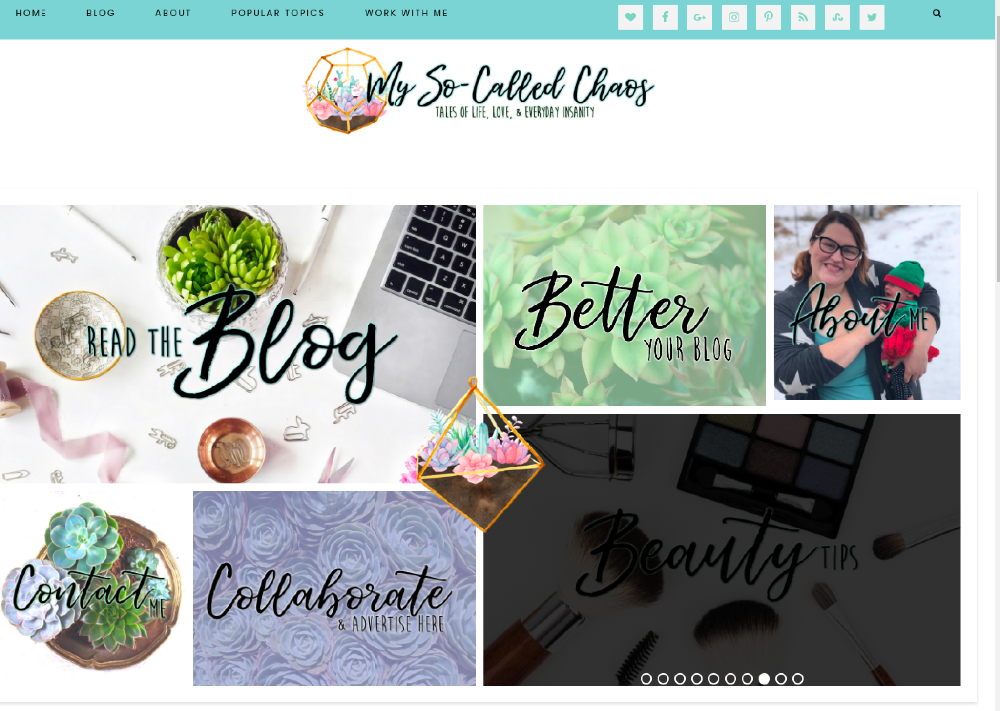 HOME
BLOG
ABOUT
POPULAR TOPICS
WORK WITH ME
My So-Called Chaos
TALES OF LIFE, LOVE, & EVERYDAY INSANITY
READ THE Blog
Better
YOUR BLOG
About ME
Contact
ME
Collaborate
& ADVERTISE HERE
Beauty TIPS